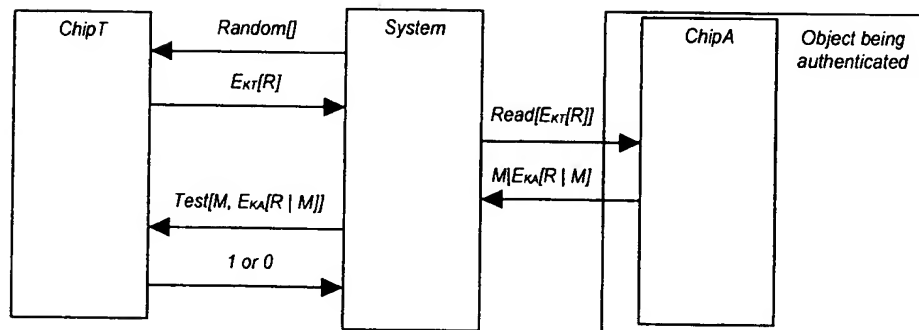 ChipT
Random[]
System
ChipA
Object being
authenticated
EKT[R]
Read[EKT[R]]
M|EKA[R | M]
Test[M, EKA[R | M]]
1 or 0